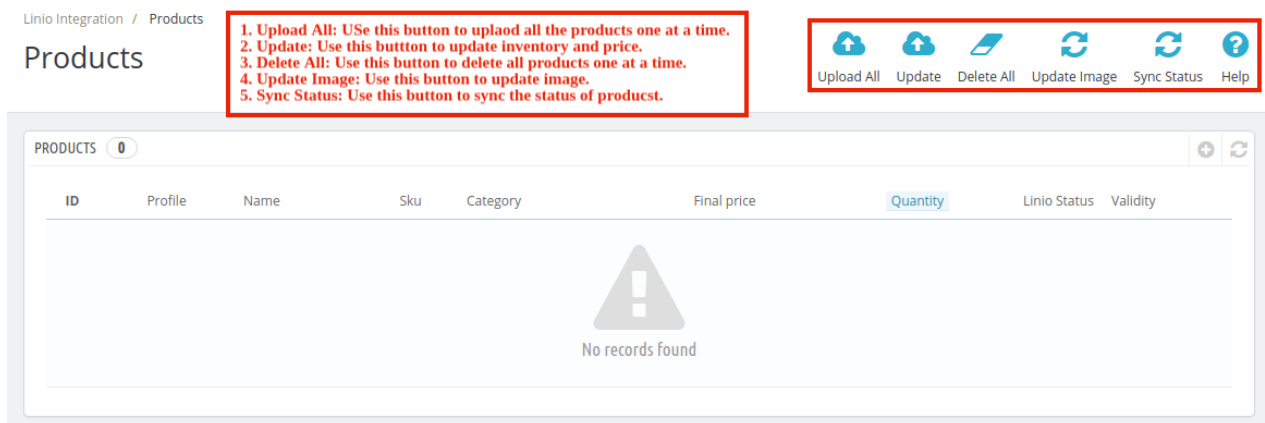 Linio Integration / Products
Products
1. Upload All: USe this button to uplaod all the products one at a time.
2. Update: Use this buttton to update inventory and price.
3. Delete All: Use this button to delete all products one at a time.
4. Update Image: Use this button to update image.
5. Sync Status: Use this button to sync the status of producst.
Upload All Update Delete All Update Image Sync Status Help
PRODUCTS 0
ID Profile Name Sku Category Final price Quantity Linio Status Validity
No records found